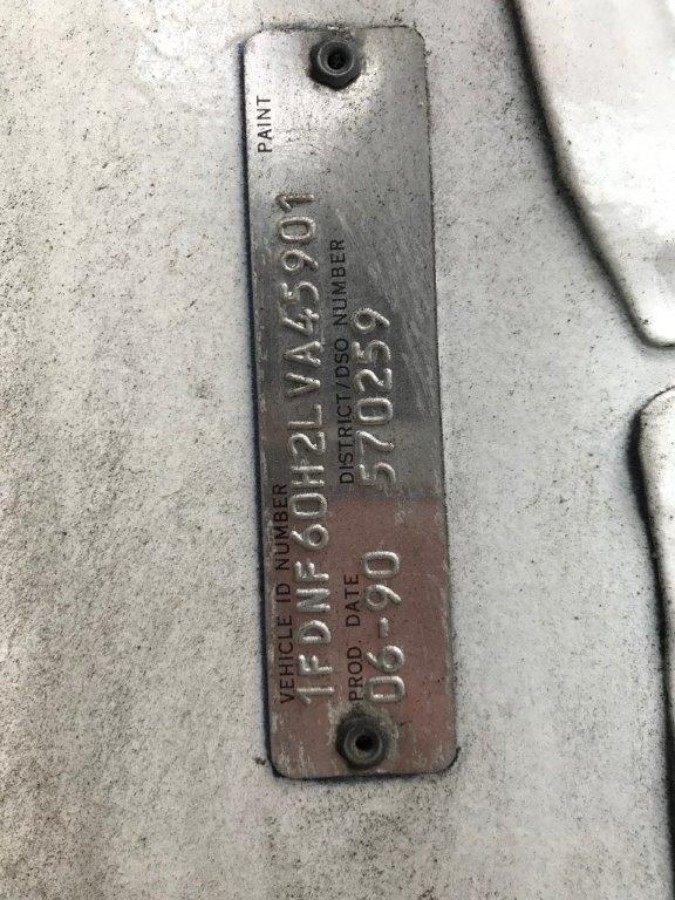 VEHICLE ID NUMBER PAINT
1FDNF60H2LVA45901
PROD. DATE DISTRICT/DSO NUMBER
06-90 570259